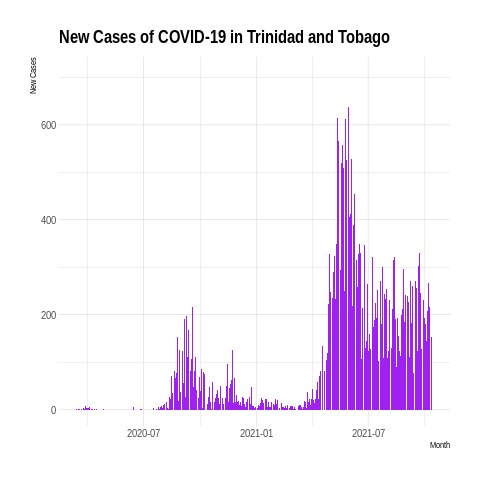 New Cases of COVID-19 in Trinidad and Tobago
New Cases
600
400
200
0
2020-07 2021-01 2021-07
Month